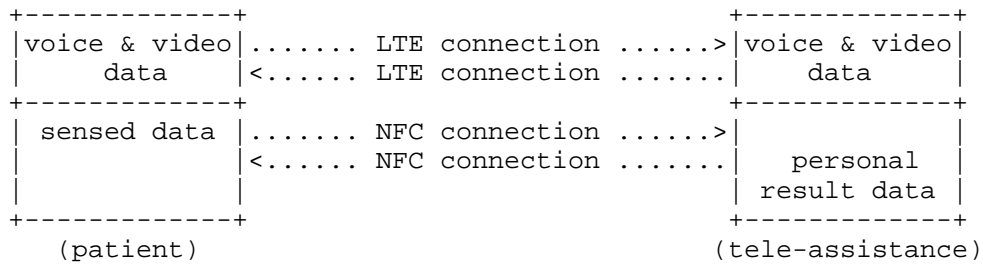 +-------------+                             +-------------+
|voice & video|....... LTE connection ......>|voice & video|
|     data    |<...... LTE connection .......|     data    |
+-------------+                             +-------------+
| sensed data |....... NFC connection ......>|             |
|             |<...... NFC connection .......|   personal  |
|             |                             | result data |
+-------------+                             +-------------+
(patient)                             (tele-assistance)